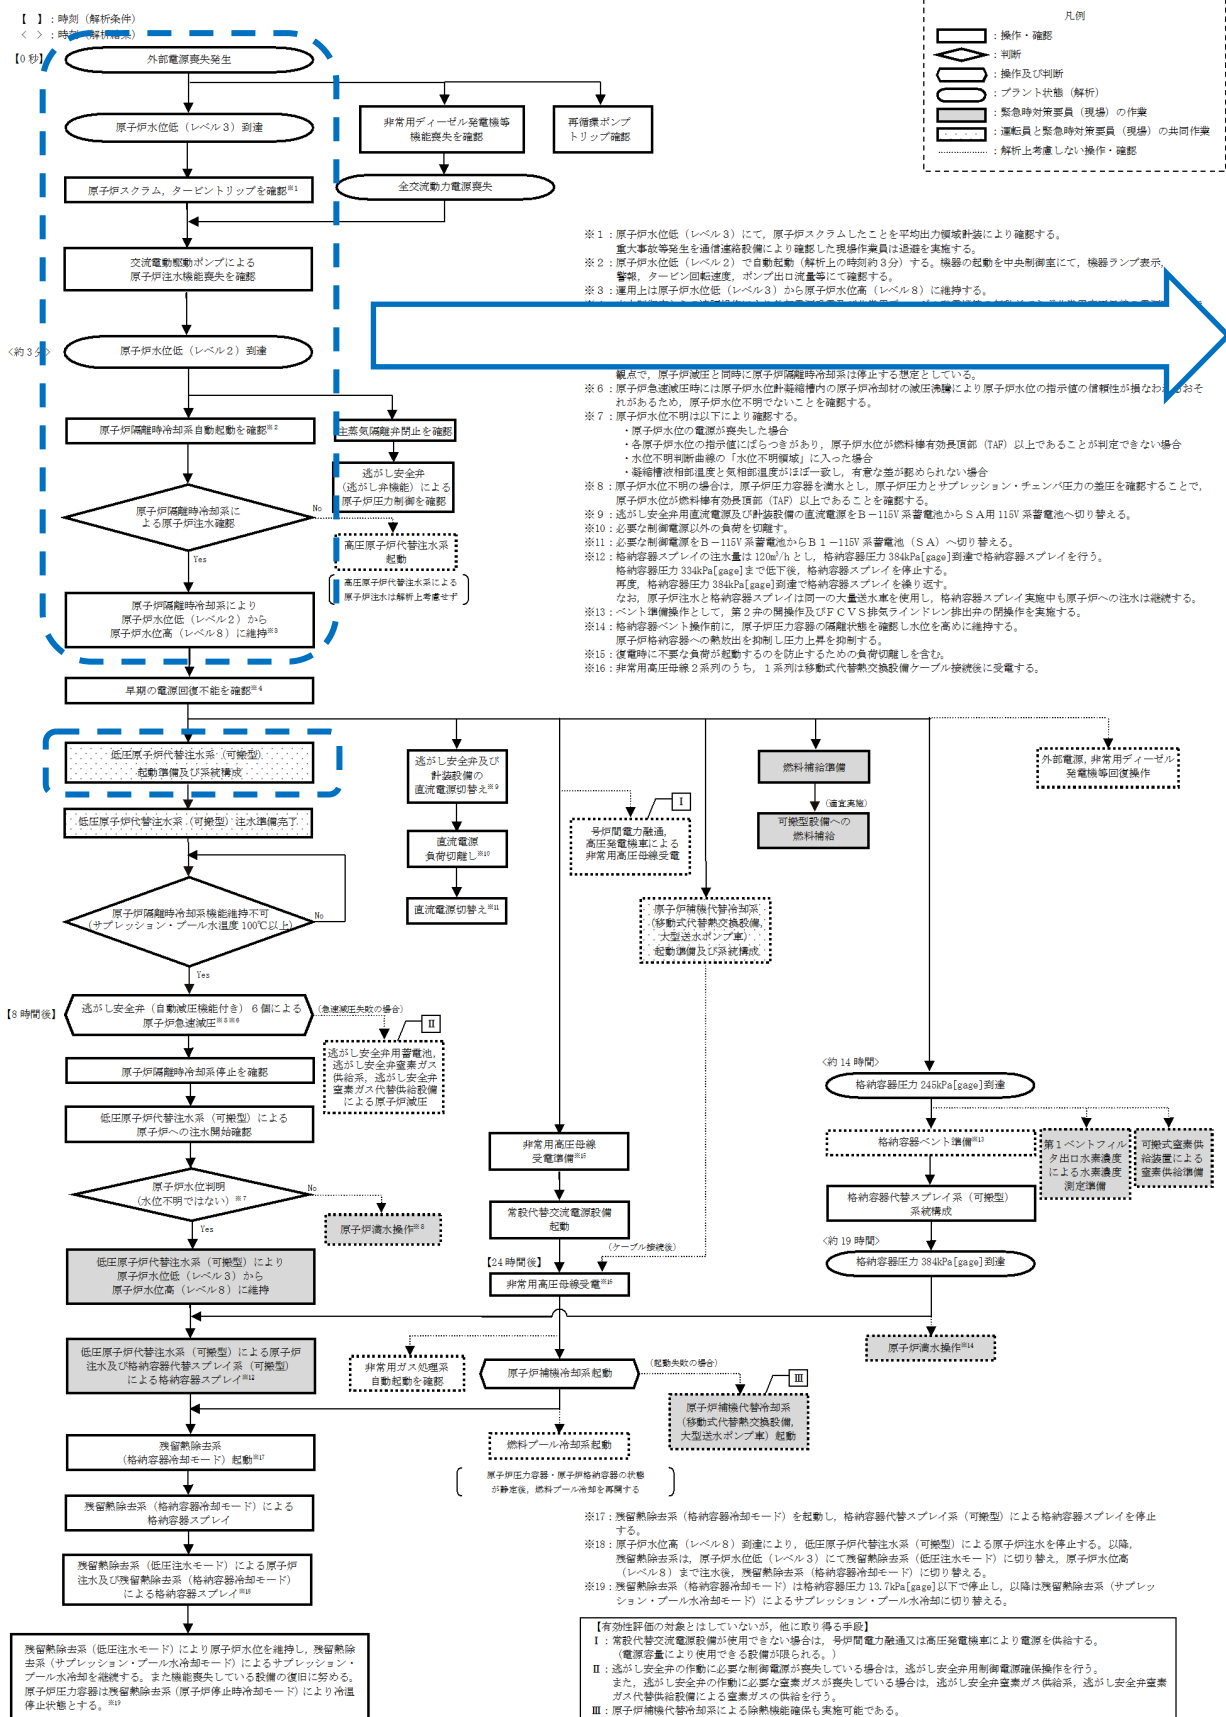 【　】：時刻（解析条件）
＜　＞：時刻（解析結果）
【0秒】
外部電源喪失発生
原子炉水位低（レベル３）到達
非常用ディーゼル発電機等
機能喪失を確認
再循環ポンプ
トリップ確認
原子炉スクラム，タービントリップを確認※1
全交流動力電源喪失
交流電動駆動ポンプによる
原子炉注水機能喪失を確認
〈約3分〉
原子炉水位低（レベル２）到達
原子炉隔離時冷却系自動起動を確認※2
主蒸気隔離弁閉止を確認
逃がし安全弁
（逃がし弁機能）による
原子炉圧力制御を確認
原子炉隔離時冷却系に
よる原子炉注水確認
No
Yes
高圧原子炉代替注水系
起動
高圧原子炉代替注水系による
原子炉注水は解析上考慮せず
原子炉隔離時冷却系により
原子炉水位低（レベル２）から
原子炉水位高（レベル８）に維持※3
早期の電源回復不能を確認※4
凡例
：操作・確認
：判断
：操作及び判断
：プラント状態（解析）
：緊急時対策要員（現場）の作業
：運転員と緊急時対策要員（現場）の共同作業
：解析上考慮しない操作・確認
※1：原子炉水位低（レベル３）にて，原子炉スクラムしたことを平均出力領域計装により確認する。
重大事故等発生を通信連絡設備により確認した現場作業員は退避を実施する。
※2：原子炉水位低（レベル２）で自動起動（解析上の時刻約３分）する。機器の起動を中央制御室にて，機器ランプ表示，
警報，タービン回転速度，ポンプ出口流量等にて確認する。
※3：運用上は原子炉水位低（レベル３）から原子炉水位高（レベル８）に維持する。
観点で，原子炉減圧と同時に原子炉隔離時冷却系は停止する想定としている。
※6：原子炉急速減圧時には原子炉水位計凝縮槽内の原子炉冷却材の減圧沸騰により原子炉水位の指示値の信頼性が損なわれるおそ
れがあるため，原子炉水位不明でないことを確認する。
※7：原子炉水位不明は以下により確認する。
・原子炉水位の電源が喪失した場合
・各原子炉水位の指示値にばらつきがあり，原子炉水位が燃料棒有効長頂部（TAF）以上であることが判定できない場合
・水位不明判断曲線の「水位不明領域」に入った場合
・凝縮槽液相部温度と気相部温度がほぼ一致し，有意な差が認められない場合
※8：原子炉水位不明の場合は，原子炉圧力容器を満水とし，原子炉圧力とサプレッション・チェンバ圧力の差圧を確認することで，
原子炉水位が燃料棒有効長頂部（TAF）以上であることを確認する。
※9：逃がし安全弁用直流電源及び計装設備の直流電源をＢ－115V系蓄電池からＳＡ用115V系蓄電池へ切り替える。
※10：必要な制御電源以外の負荷を切離す。
※11：必要な制御電源をＢ－115V系蓄電池からＢ１－115V系蓄電池（ＳＡ）へ切り替える。
※12：格納容器スプレイの注水量は120m³/hとし，格納容器圧力384kPa[gage]到達で格納容器スプレイを行う。
格納容器圧力334kPa[gage]まで低下後，格納容器スプレイを停止する。
再度，格納容器圧力384kPa[gage]到達で格納容器スプレイを繰り返す。
なお，原子炉注水と格納容器スプレイは同一の大量送水車を使用し，格納容器スプレイ実施中も原子炉への注水は継続する。
※13：ベント準備操作として，第２弁の開操作及びＦＣＶＳ排気ラインドレン排出弁の閉操作を実施する。
※14：格納容器ベント操作前に，原子炉圧力容器の隔離状態を確認し水位を高めに維持する。
原子炉格納容器への熱放出を抑制し圧力上昇を抑制する。
※15：復電時に不要な負荷が起動するのを防止するための負荷切離しを含む。
※16：非常用高圧母線２系列のうち，１系列は移動式代替熱交換設備ケーブル接続後に受電する。
低圧原子炉代替注水系（可搬型）
起動準備及び系統構成
低圧原子炉代替注水系（可搬型）注水準備完了
原子炉隔離時冷却系機能維持不可
（サプレッション・プール水温度100℃以上）
No
Yes
逃がし安全弁及び
計装設備の
直流電源切替え※9
直流電源
負荷切離し※10
直流電源切替え※11
Ⅰ
号炉間電力融通，
高圧発電機車による
非常用高圧母線受電
原子炉補機代替冷却系
（移動式代替熱交換設備，
大型送水ポンプ車）
起動準備及び系統構成
燃料補給準備
（適宜実施）
可搬型設備への
燃料補給
外部電源，非常用ディーゼル
発電機等回復操作
【8時間後】
逃がし安全弁（自動減圧機能付き）６個による
原子炉急速減圧※5※6
（急速減圧失敗の場合）
Ⅱ
逃がし安全弁用蓄電池，
逃がし安全弁窒素ガス
供給系，逃がし安全弁
窒素ガス代替供給設備
による原子炉減圧
原子炉隔離時冷却系停止を確認
低圧原子炉代替注水系（可搬型）による
原子炉への注水開始確認
原子炉水位判明
（水位不明ではない）※7
No
Yes
原子炉満水操作※8
低圧原子炉代替注水系（可搬型）により
原子炉水位低（レベル３）から
原子炉水位高（レベル８）に維持
非常用高圧母線
受電準備※15
常設代替交流電源設備
起動
（ケーブル接続後）
【24時間後】
非常用高圧母線受電※16
〈約14時間〉
格納容器圧力245kPa[gage]到達
格納容器ベント準備※13
第１ベントフィル
タ出口水素濃度
による水素濃度
測定準備
可搬式窒素供
給装置による
窒素供給準備
格納容器代替スプレイ系（可搬型）
系統構成
〈約19時間〉
格納容器圧力384kPa[gage]到達
原子炉満水操作※14
低圧原子炉代替注水系（可搬型）による原子炉
注水及び格納容器代替スプレイ系（可搬型）
による格納容器スプレイ※12
非常用ガス処理系
自動起動を確認
原子炉補機冷却系起動
（起動失敗の場合）
Ⅲ
原子炉補機代替冷却系
（移動式代替熱交換設備，
大型送水ポンプ車）起動
燃料プール冷却系起動
原子炉圧力容器・原子炉格納容器の状態
が静定後，燃料プール冷却を再開する
残留熱除去系
（格納容器冷却モード）起動※17
残留熱除去系（格納容器冷却モード）による
格納容器スプレイ
残留熱除去系（低圧注水モード）による原子炉
注水及び残留熱除去系（格納容器冷却モード）
による格納容器スプレイ※18
残留熱除去系（低圧注水モード）により原子炉水位を維持し，残留熱除
去系（サプレッション・プール水冷却モード）によるサプレッション・
プール水冷却を継続する。また機能喪失している設備の復旧に努める。
原子炉圧力容器は残留熱除去系（原子炉停止時冷却モード）により冷温
停止状態とする。※19
※17：残留熱除去系（格納容器冷却モード）を起動し，格納容器代替スプレイ系（可搬型）による格納容器スプレイを停止
する。
※18：原子炉水位高（レベル８）到達により，低圧原子炉代替注水系（可搬型）による原子炉注水を停止する。以降，
残留熱除去系は，原子炉水位低（レベル３）にて残留熱除去系（低圧注水モード）に切り替え，原子炉水位高
（レベル８）まで注水後，残留熱除去系（格納容器冷却モード）に切り替える。
※19：残留熱除去系（格納容器冷却モード）は格納容器圧力13.7kPa[gage]以下で停止し，以降は残留熱除去系（サプレッ
ション・プール水冷却モード）によるサプレッション・プール水冷却に切り替える。
【有効性評価の対象とはしていないが，他に取り得る手段】
Ⅰ：常設代替交流電源設備が使用できない場合は，号炉間電力融通又は高圧発電機車により電源を供給する。
（電源容量により使用できる設備が限られる。）
Ⅱ：逃がし安全弁の作動に必要な制御電源が喪失している場合は，逃がし安全弁用制御電源確保操作を行う。
また，逃がし安全弁の作動に必要な窒素ガスが喪失している場合は，逃がし安全弁窒素ガス供給系，逃がし安全弁窒素
ガス代替供給設備による窒素ガスの供給を行う。
Ⅲ：原子炉補機代替冷却系による除熱機能確保も実施可能である。